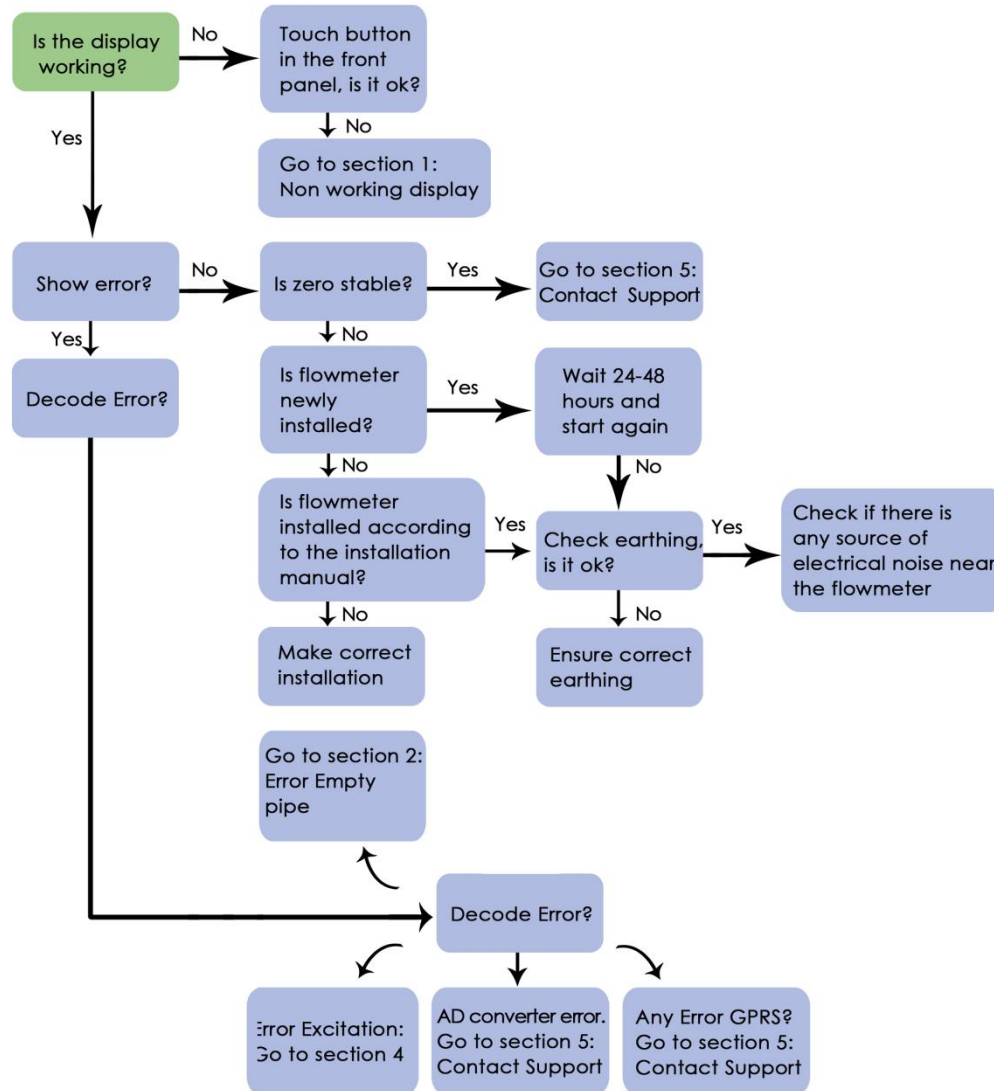 Is the display
working?
No
Touch button
in the front
panel, is it ok?
Yes
No
Go to section 1:
Non working display
Show error?
No
Is zero stable?
Yes
Go to section 5:
Contact Support
Yes
No
Decode Error?
Is flowmeter
newly
installed?
Yes
Wait 24-48
hours and
start again
No
No
Is flowmeter
installed according
to the installation
manual?
Yes
Check earthing,
is it ok?
Yes
Check if there is
any source of
electrical noise near
the flowmeter
No
No
Make correct
installation
Ensure correct
earthing
Go to section 2:
Error Empty
pipe
Decode Error?
Error Excitation:
Go to section 4
AD converter error.
Go to section 5:
Contact Support
Any Error GPRS?
Go to section 5:
Contact Support